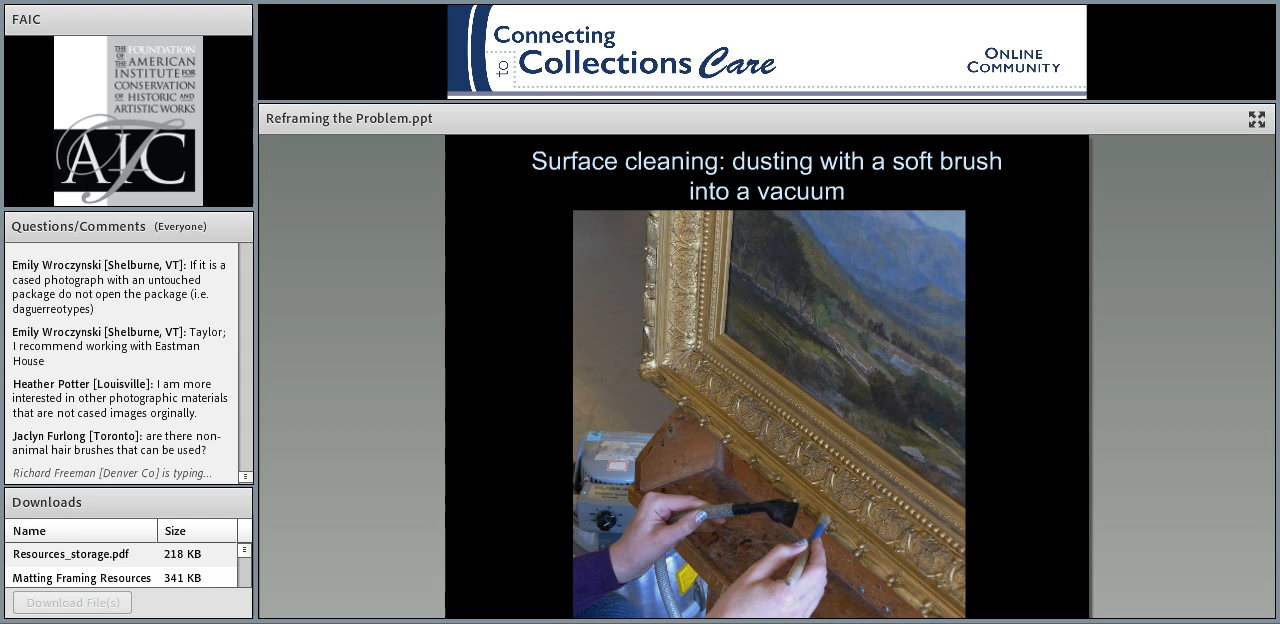 FAIC
THE FOUNDATION
OF THE AMERICAN
INSTITUTE FOR
CONSERVATION
OF HISTORIC AND
ARTISTIC WORKS
AIC
F
Questions/Comments (Everyone)
Emily Wroczynski [Shelburne, VT]: If it is a
cased photograph with an untouched
package do not open the package (i.e.
daguerreotypes)
Emily Wroczynski [Shelburne, VT]: Taylor;
I recommend working with Eastman
House
Heather Potter [Louisville]: I am more
interested in other photographic materials
that are not cased images orginally.
Jaclyn Furlong [Toronto]: are there non-
animal hair brushes that can be used?
Richard Freeman [Denver Co] is typing...
Downloads
Name Size
Resources_storage.pdf 218 KB
Matting Framing Resources 341 KB
Download File(s)
Connecting
to Collections Care
ONLINE
COMMUNITY
Reframing the Problem.ppt
Surface cleaning: dusting with a soft brush
into a vacuum